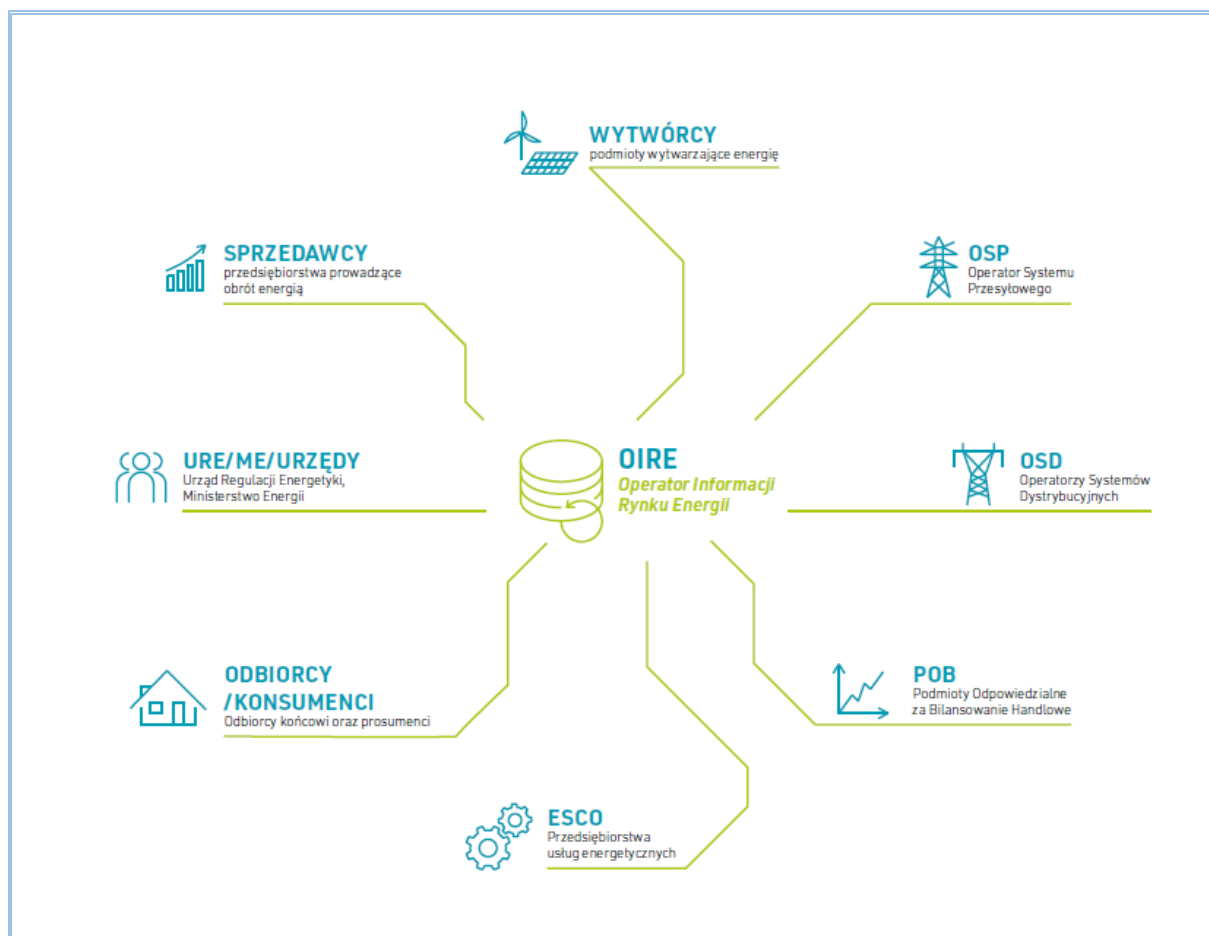 WYTWÓRCY
podmioty wytwarzające energię
SPRZEDAWCY
przedsiębiorstwa prowadzące
obrót energią
OSP
Operator Systemu
Przesyłowego
URE/ME/URZĘDY
Urząd Regulacji Energetyki,
Ministerstwo Energii
OIRE
Operator Informacji
Rynku Energii
OSD
Operatorzy Systemów
Dystrybucyjnych
ODBIORCY
/KONSUMENCI
Odbiorcy końcowi oraz prosumenci
POB
Podmioty Odpowiedzialne
za Bilansowanie Handlowe
ESCO
Przedsiębiorstwa
usług energetycznych